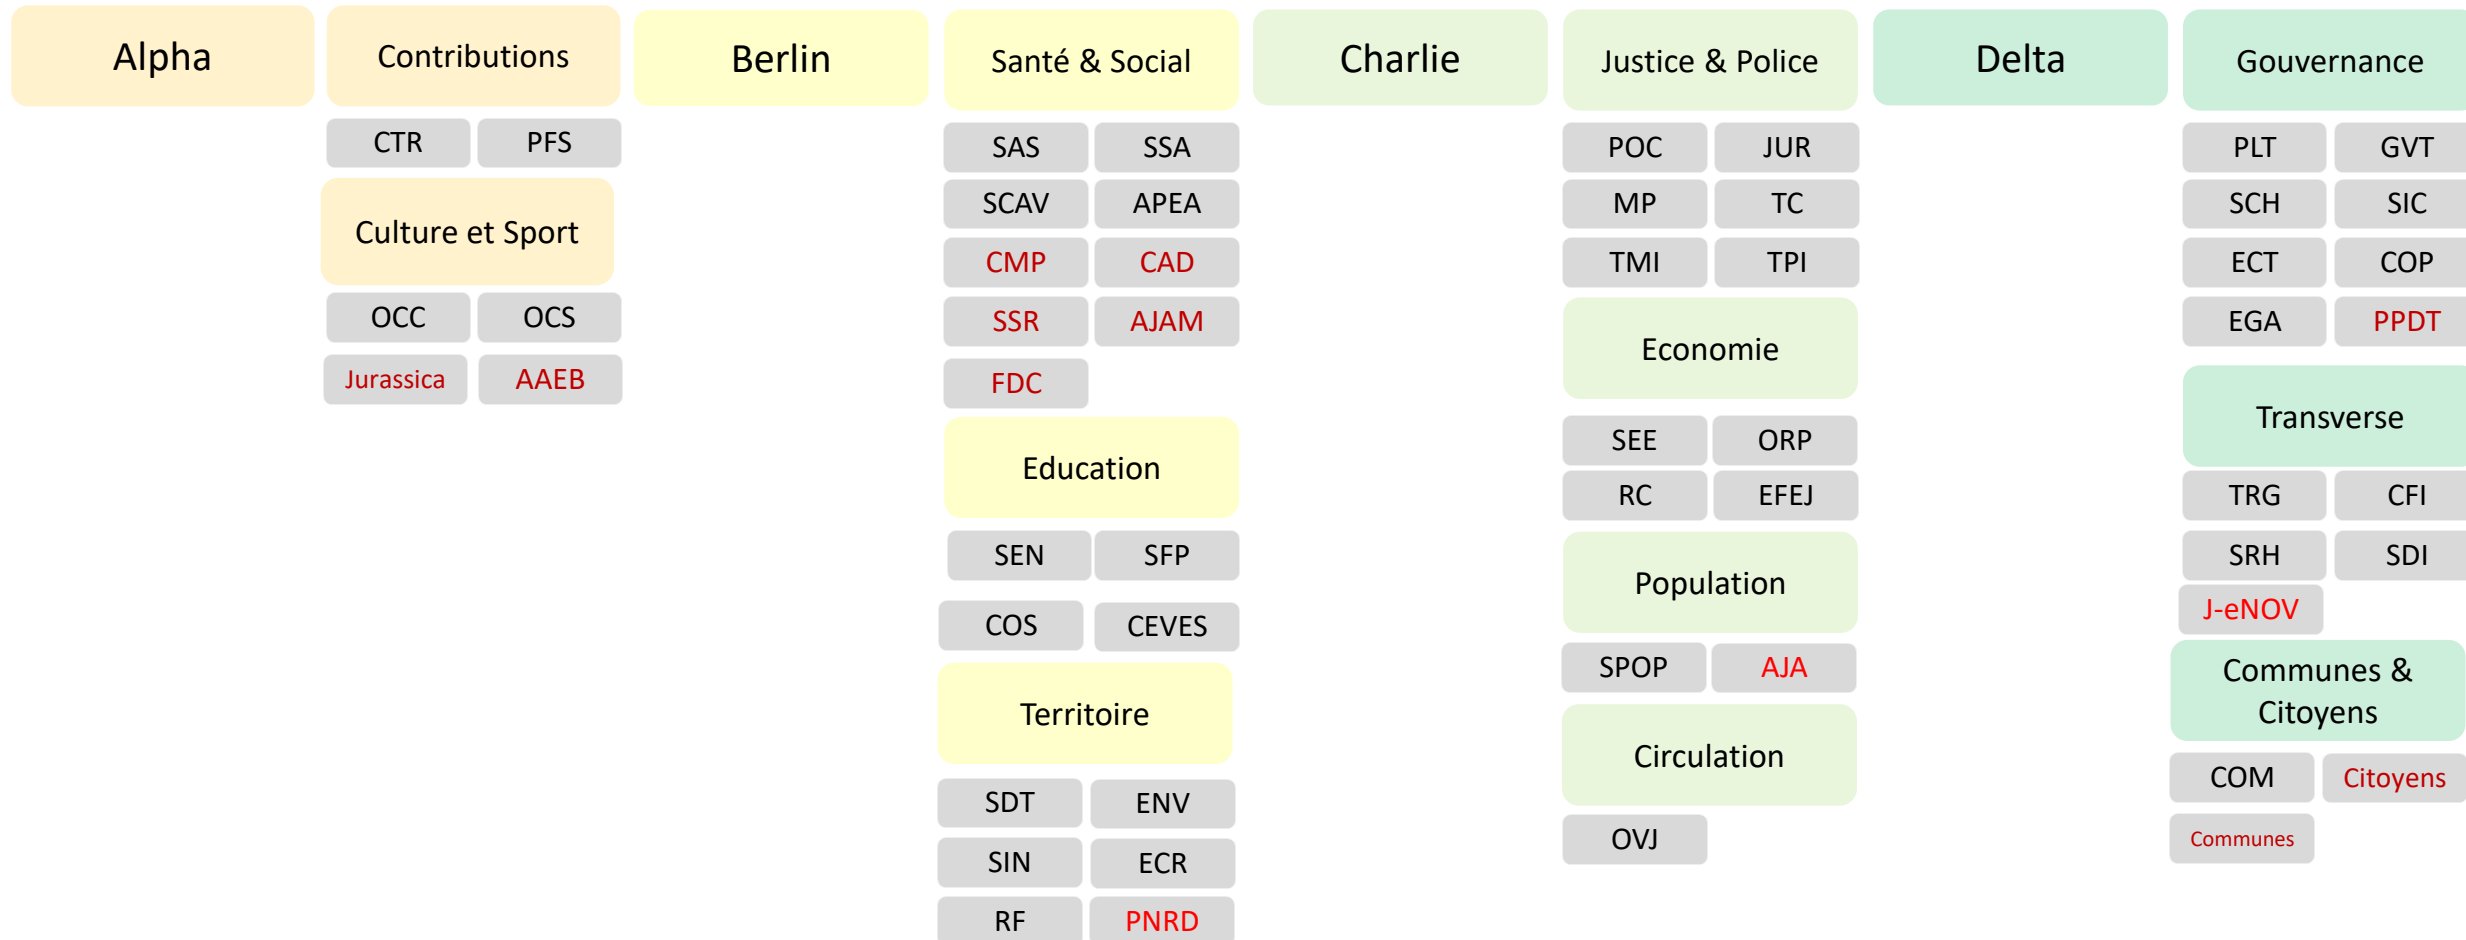 Alpha
Contributions
CTR
PFS
Culture et Sport
OCC
OCS
Jurassica
AAEB
Berlin
Santé & Social
SAS
SSA
SCAV
APEA
CMP
CAD
SSR
AJAM
FDC
Education
SEN
SFP
COS
CEVES
Territoire
SDT
ENV
SIN
ECR
RF
PNRD
Charlie
Justice & Police
POC
JUR
MP
TC
TMI
TPI
Economie
SEE
ORP
RC
EFEJ
Population
SPOP
AJA
Circulation
OVJ
Delta
Gouvernance
PLT
GVT
SCH
SIC
ECT
COP
EGA
PPDT
Transverse
TRG
CFI
SRH
SDI
J-eNOV
Communes &
Citoyens
COM
Citoyens
Communes